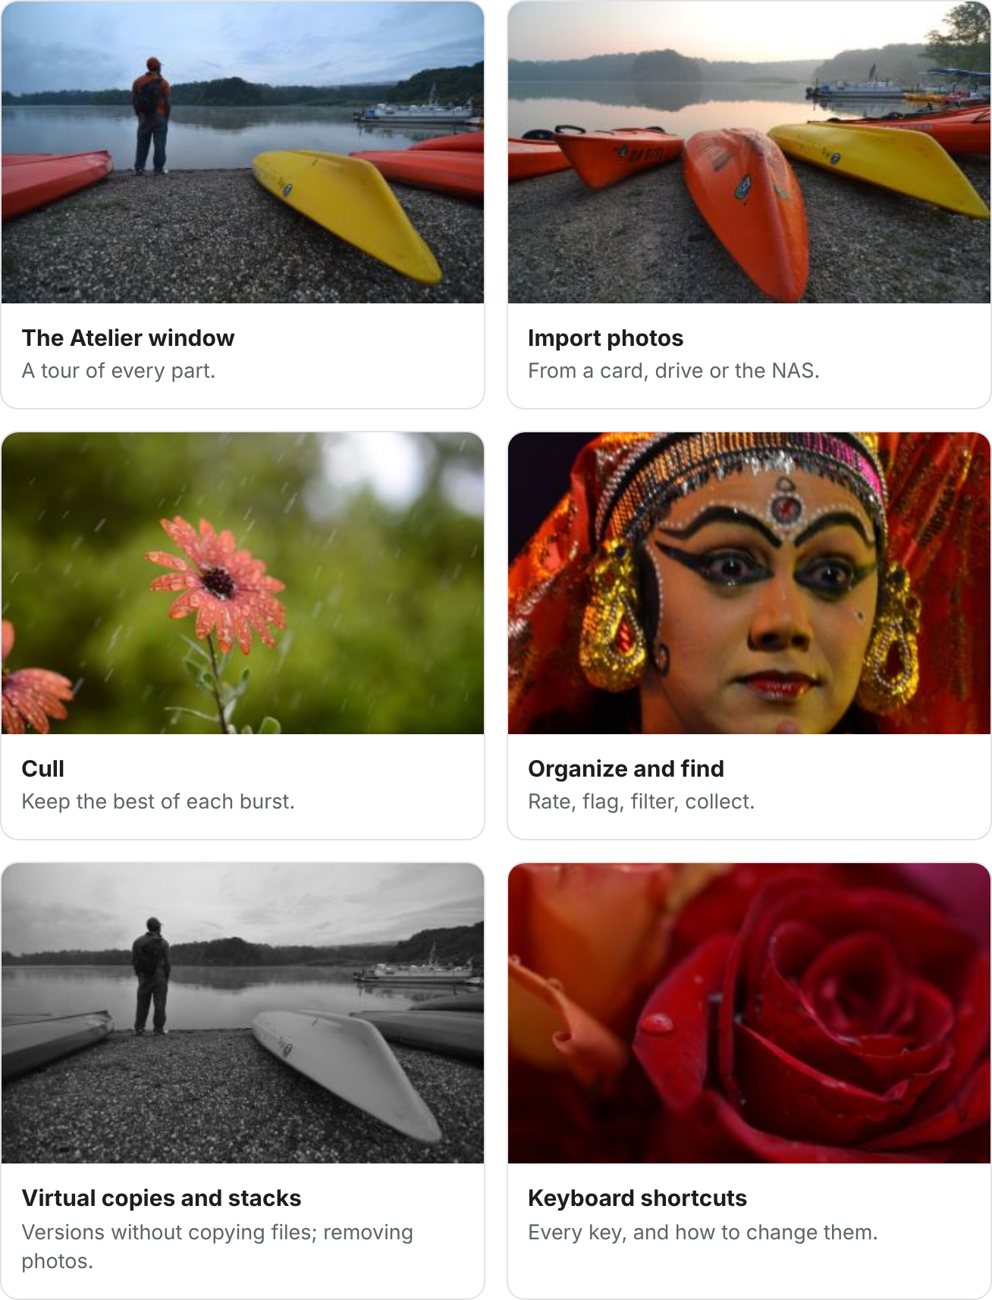 The Atelier window
A tour of every part.
Import photos
From a card, drive or the NAS.
Cull
Keep the best of each burst.
Organize and find
Rate, flag, filter, collect.
Virtual copies and stacks
Versions without copying files; removing
photos.
Keyboard shortcuts
Every key, and how to change them.